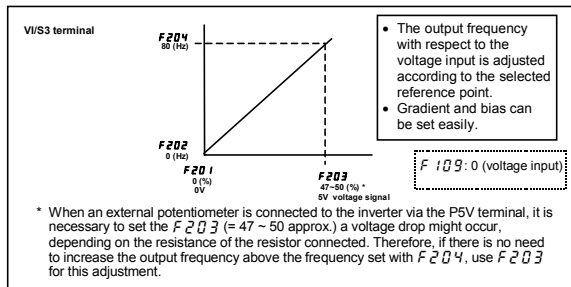 VI/S3 terminal
F204
80 (Hz)
F202
0 (Hz)
F201
0 (%)
0V
F203
47~50 (%) *
5V voltage signal
• The output frequency
with respect to the
voltage input is adjusted
according to the selected
reference point.
• Gradient and bias can
be set easily.
F109: 0 (voltage input)
* When an external potentiometer is connected to the inverter via the P5V terminal, it is
necessary to set the F203 (= 47 ~ 50 approx.) a voltage drop might occur,
depending on the resistance of the resistor connected. Therefore, if there is no need
to increase the output frequency above the frequency set with F204, use F203
for this adjustment.